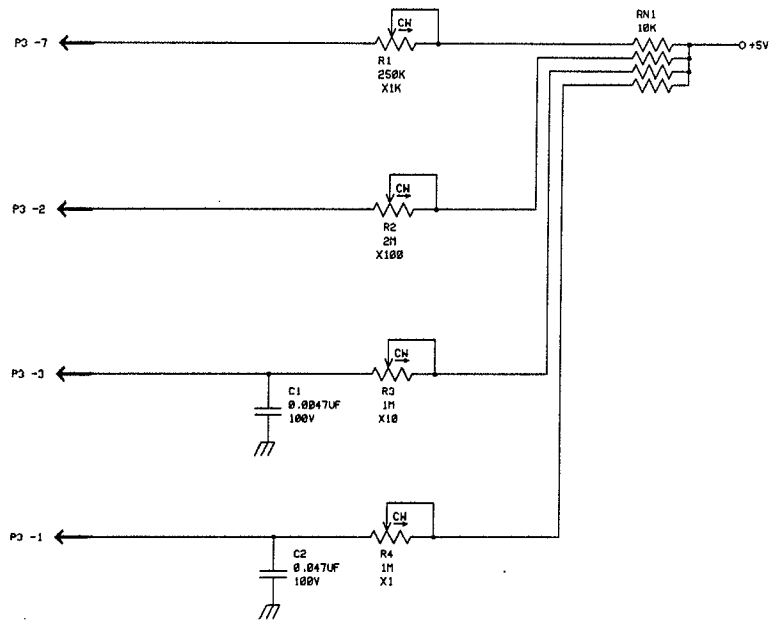 RN1
10K
+5V
CW
P3 -7
R1
250K
X1K
CW
P3 -2
R2
2M
X100
CW
P3 -3
C1
0.0047UF
100V
R3
1M
X10
CW
P3 -1
C2
0.047UF
100V
R4
1M
X1